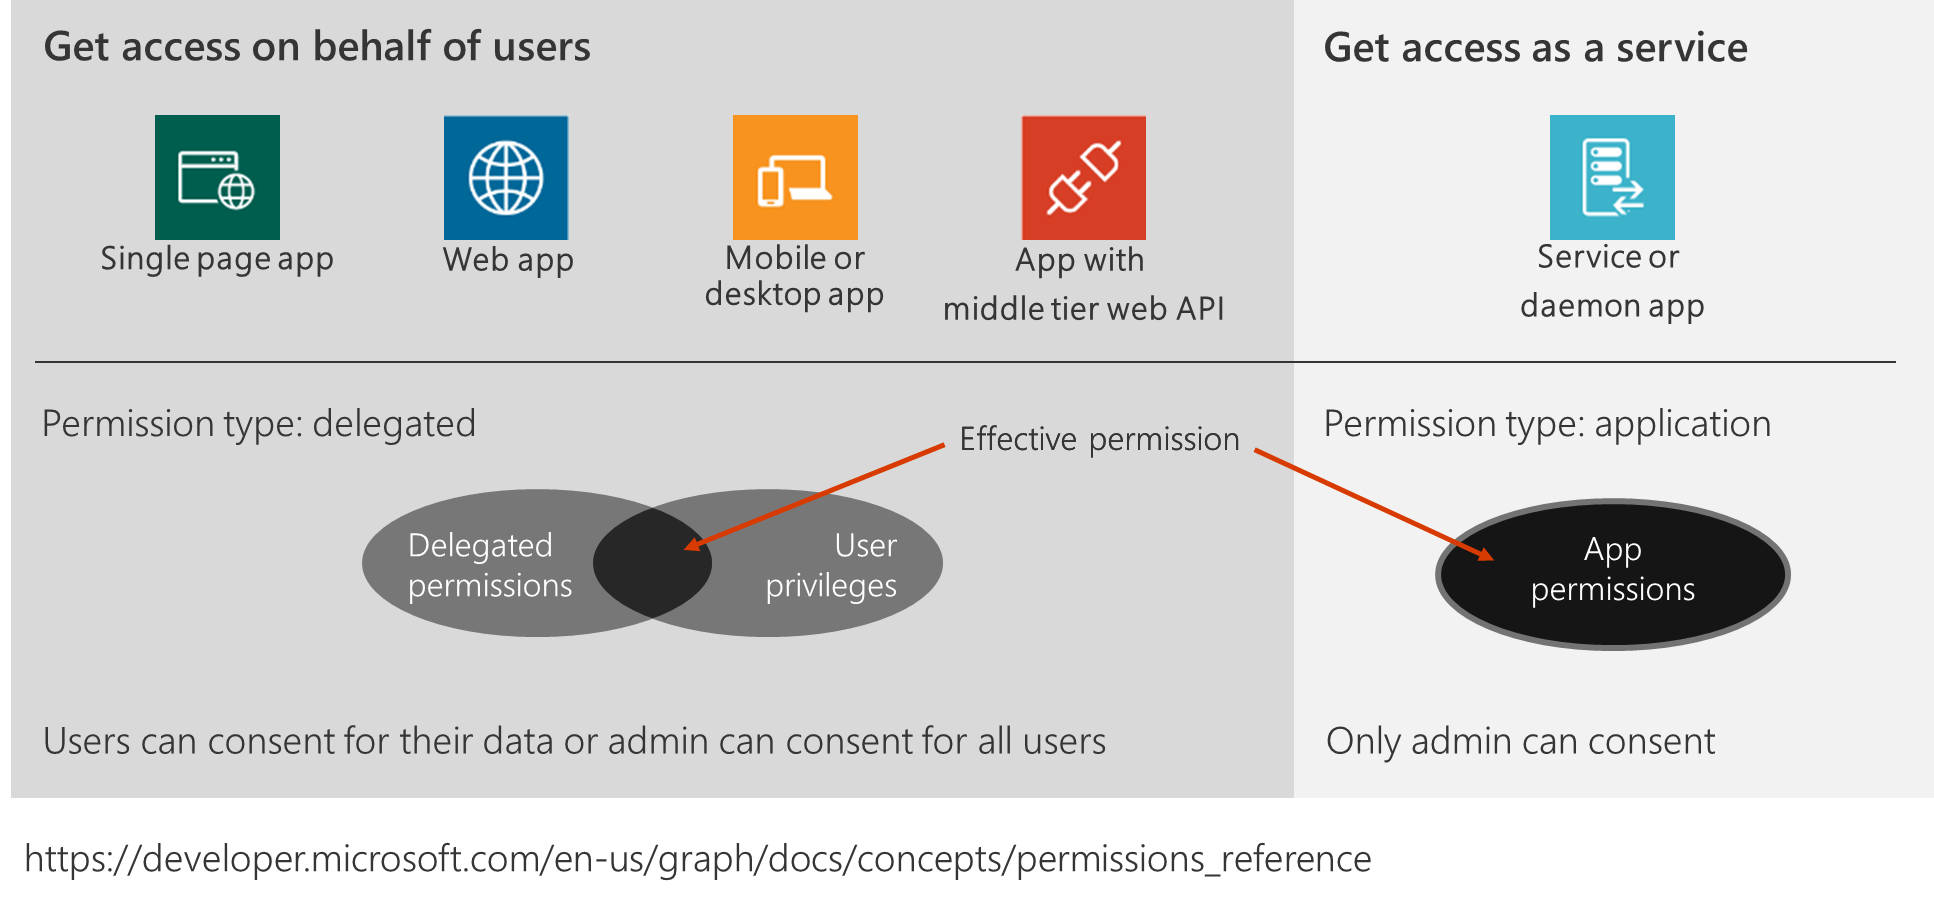 Get access on behalf of users
Get access as a service
Single page app
Web app
Mobile or
desktop app
App with
middle tier web API
Service or
daemon app
Permission type: delegated
Effective permission
Permission type: application
Delegated
permissions
User
privileges
App
permissions
Users can consent for their data or admin can consent for all users
Only admin can consent
https://developer.microsoft.com/en-us/graph/docs/concepts/permissions_reference